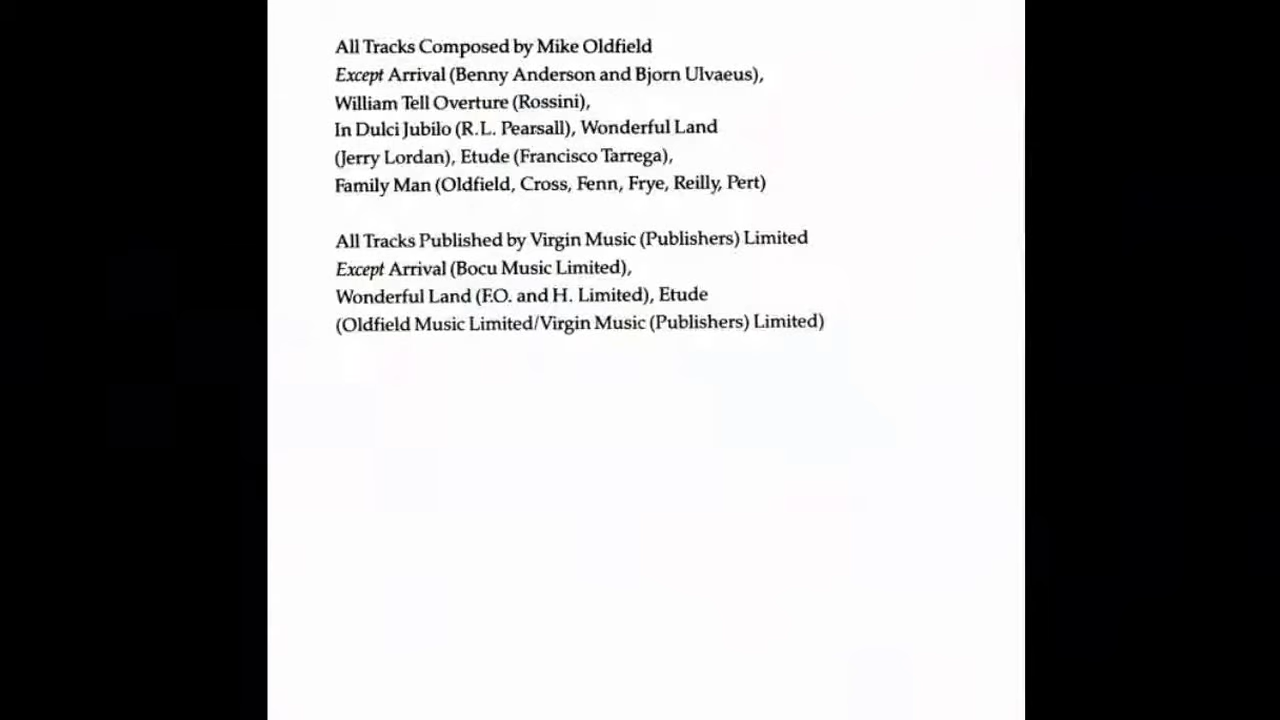 All Tracks Composed by Mike Oldfield
Except Arrival (Benny Anderson and Bjorn Ulvaeus),
William Tell Overture (Rossini),
In Dulci Jubilo (R.L. Pearsall), Wonderful Land
(Jerry Lordan), Etude (Francisco Tarrega),
Family Man (Oldfield, Cross, Fenn, Frye, Reilly, Pert)
All Tracks Published by Virgin Music (Publishers) Limited
Except Arrival (Bocu Music Limited),
Wonderful Land (F.O. and H. Limited), Etude
(Oldfield Music Limited/Virgin Music (Publishers) Limited)